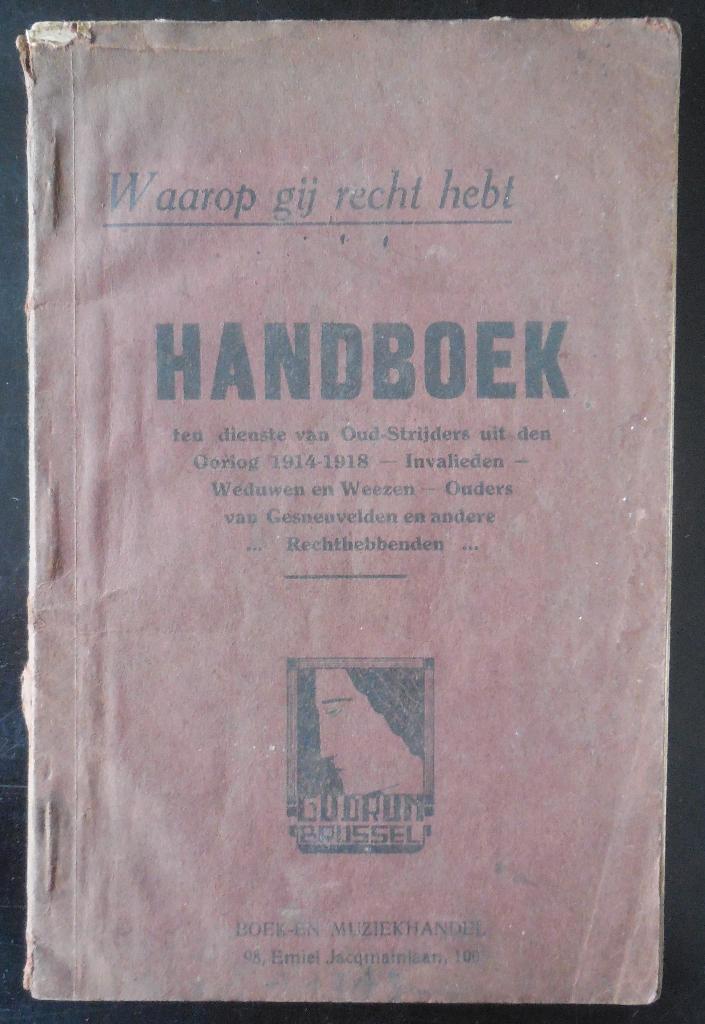 Waarop gij recht hebt
HANDBOEK
ten dienste van Oud-Strijders uit den
Oorlog 1914-1918 — Invalieden —
Weduwen en Weezen — Ouders
van Gesneuvelden en andere
... Rechthebbenden ...
GUDRUN
BRUSSEL
BOEK-EN MUZIEKHANDEL
98, Emiel Jacqmainlaan, 100